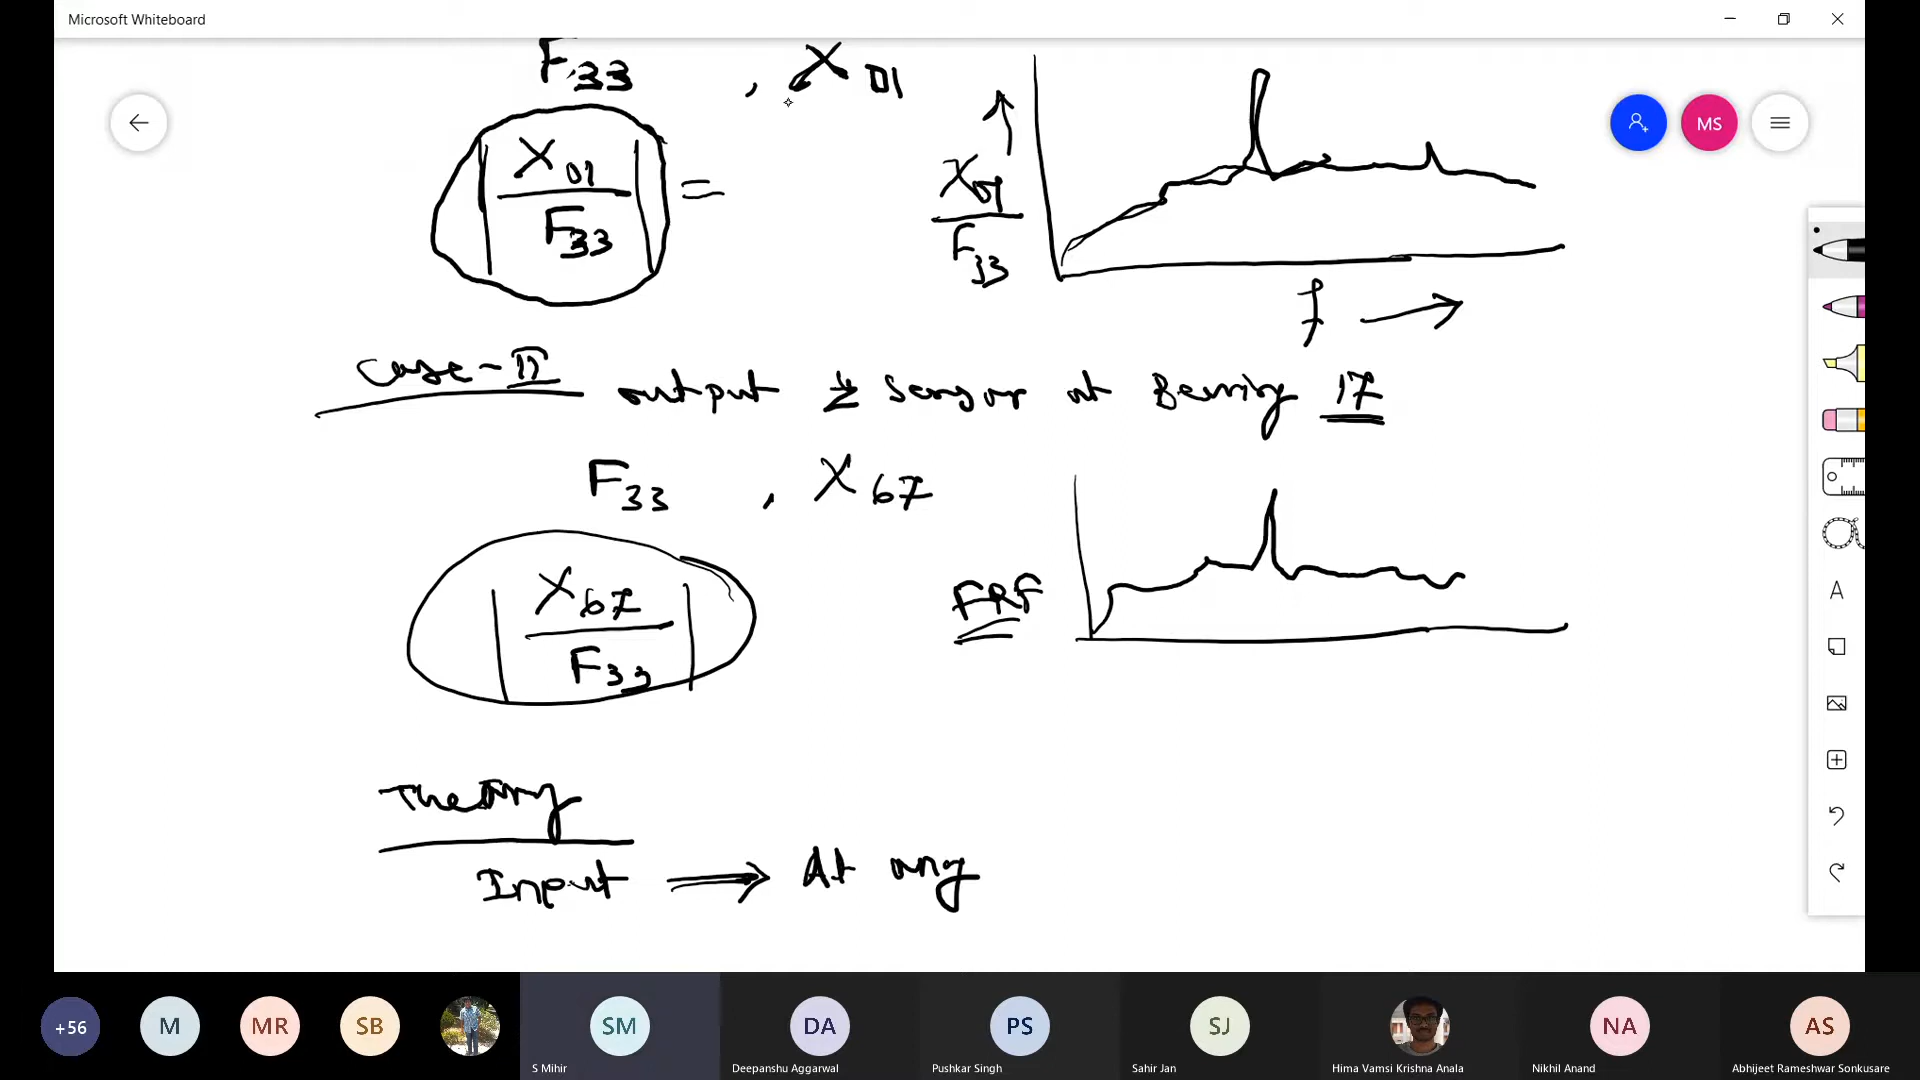 Microsoft Whiteboard
F33 , X01
|X01 / F33| =
X01 / F33
f
MS
Case-II output & sensor at Bearing 17
F33 , X67
|X67 / F33|
FRF
Theory
Input ⟹ At any
A
+56
M
MR
SB
SM
S Mihir
DA
Deepanshu Aggarwal
PS
Pushkar Singh
SJ
Sahir Jan
Hima Vamsi Krishna Anala
NA
Nikhil Anand
AS
Abhijeet Rameshwar Sonkusare